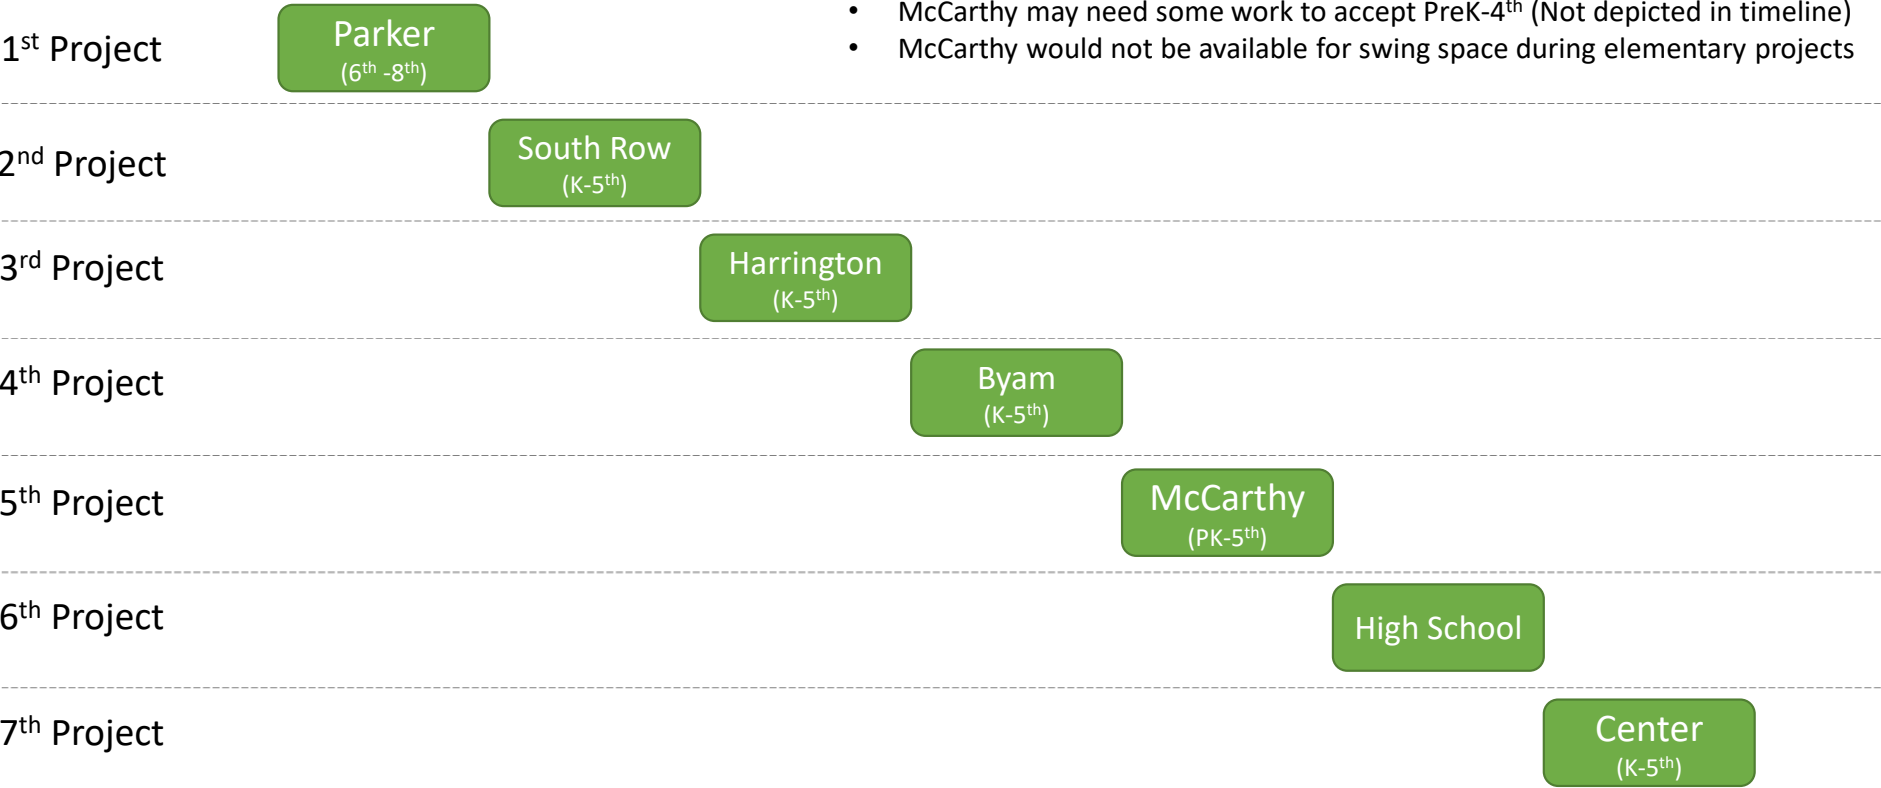 • McCarthy may need some work to accept PreK-4th (Not depicted in timeline)
• McCarthy would not be available for swing space during elementary projects
1st Project
Parker
(6th -8th)
2nd Project
South Row
(K-5th)
3rd Project
Harrington
(K-5th)
4th Project
Byam
(K-5th)
5th Project
McCarthy
(PK-5th)
6th Project
High School
7th Project
Center
(K-5th)